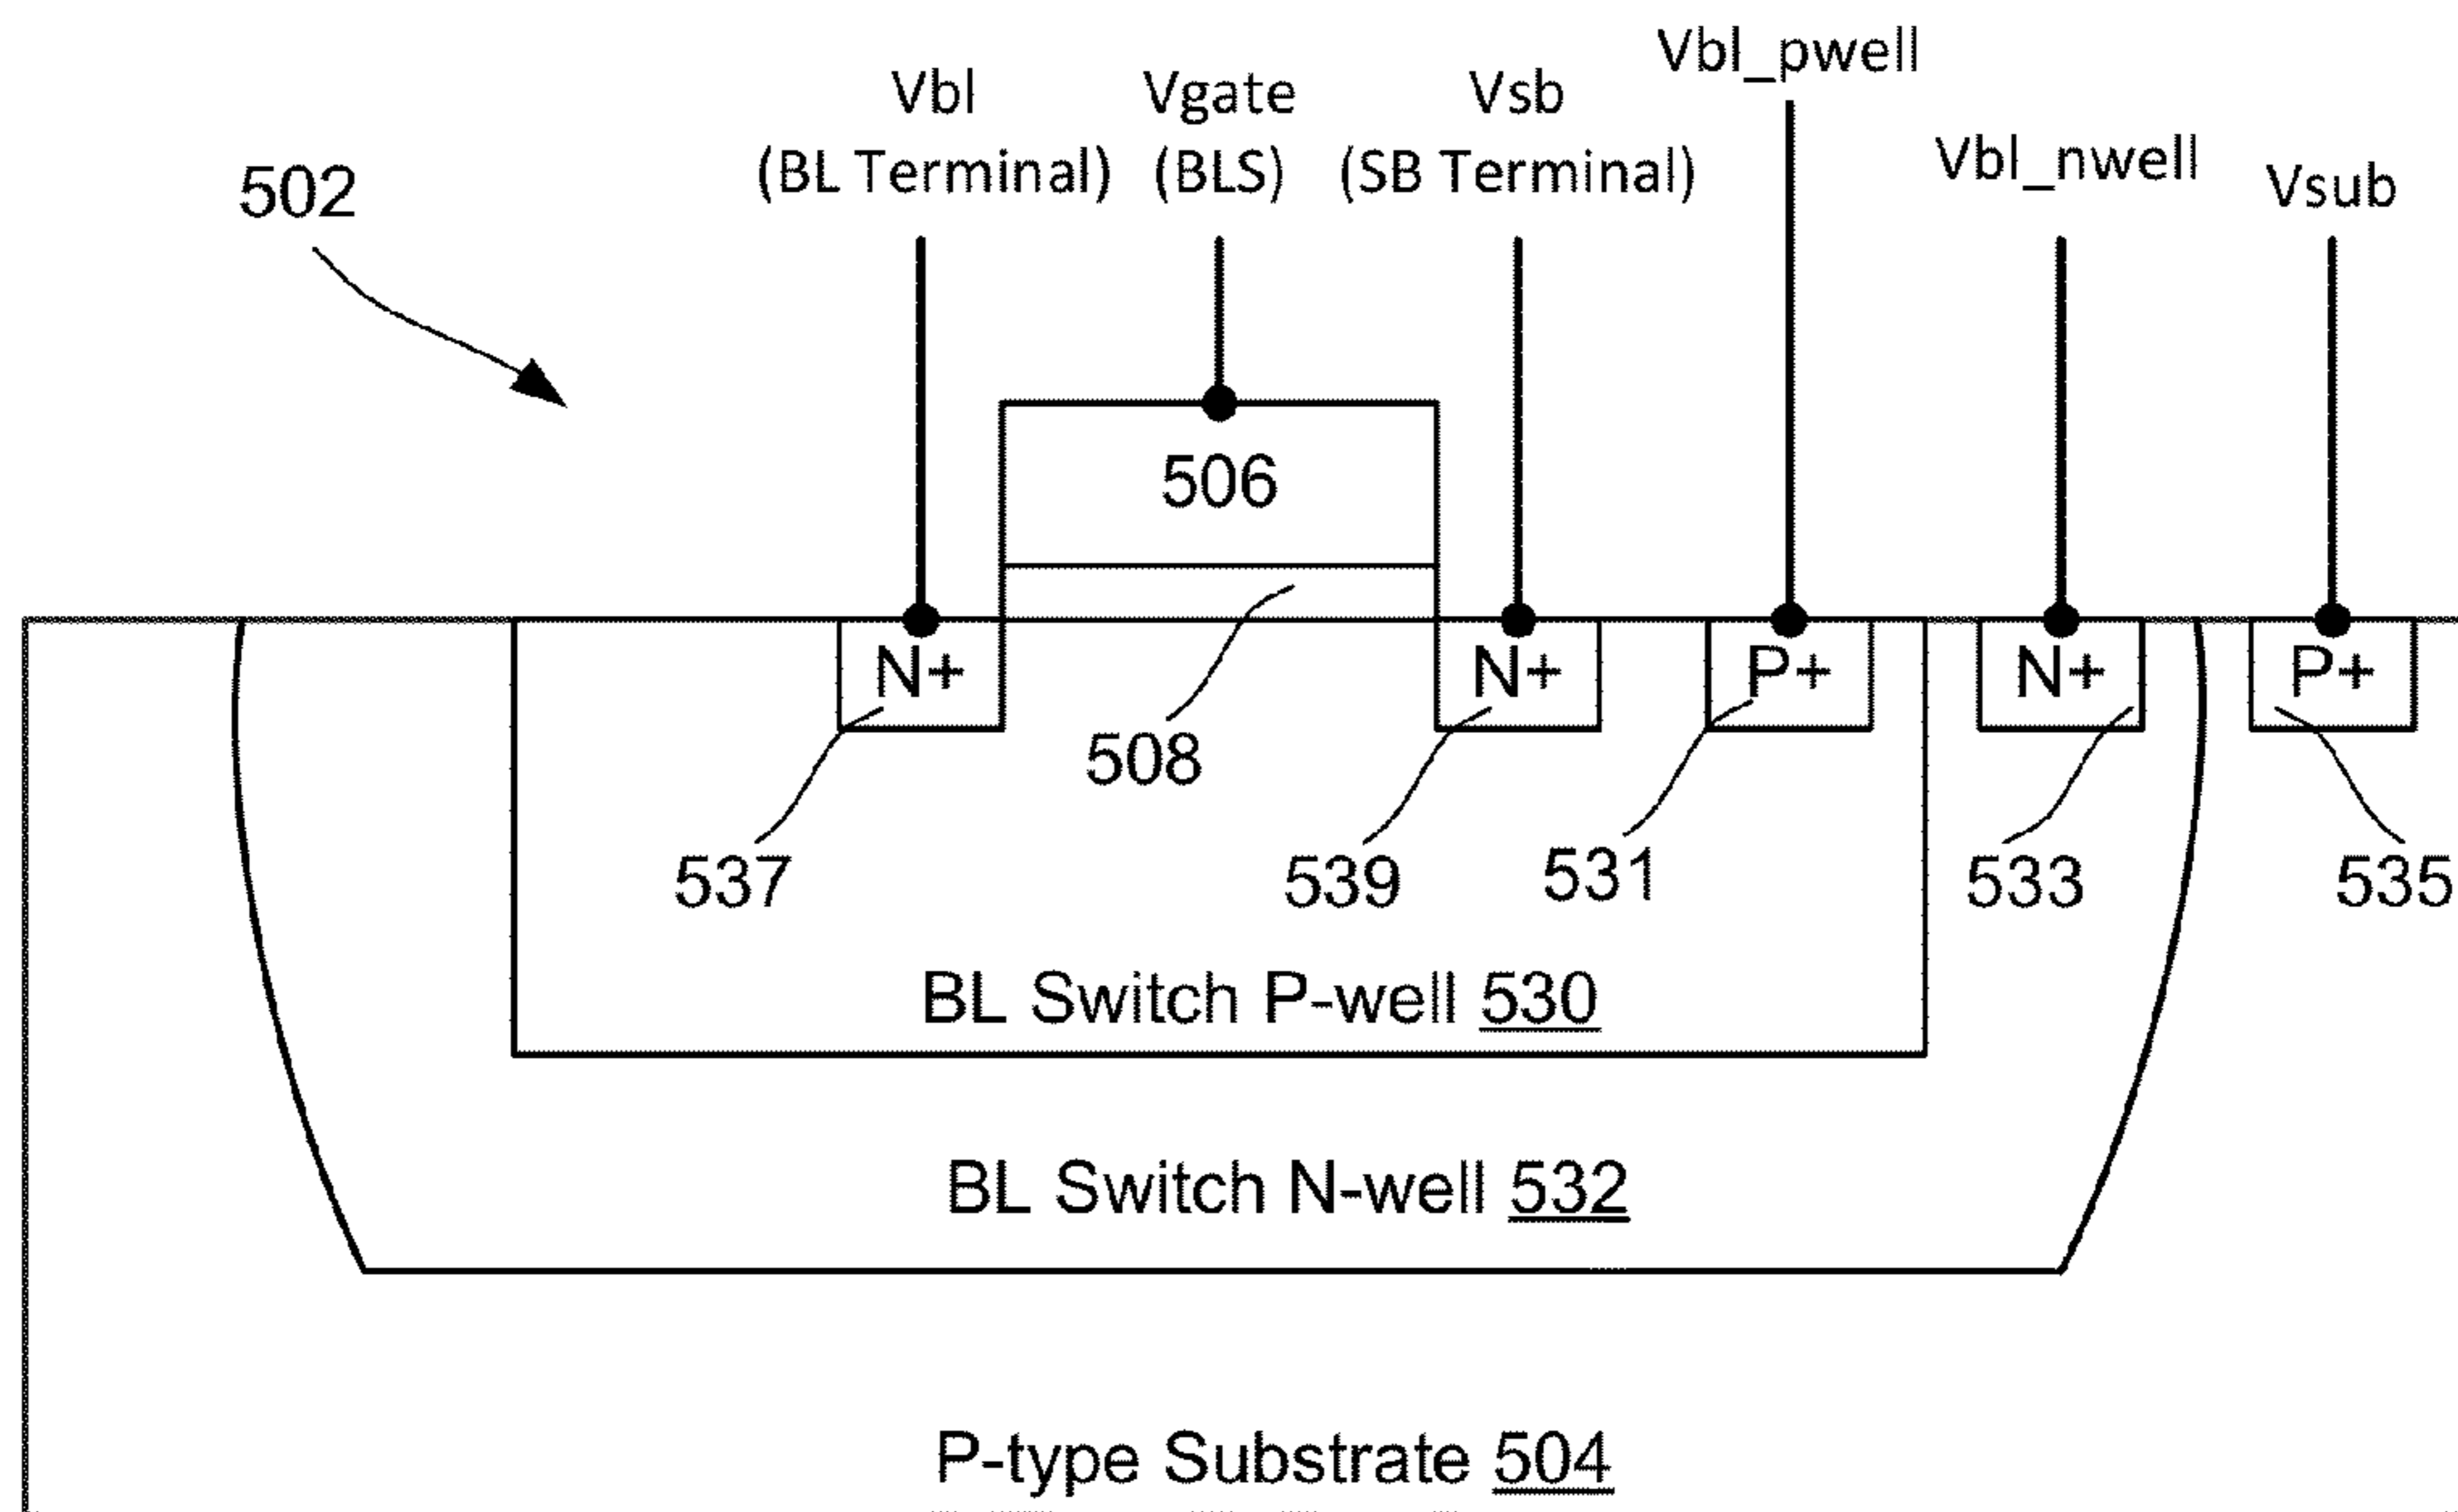 Vbl_pwell
Vbl Vgate Vsb
Vbl_nwell
(BL Terminal) (BLS) (SB Terminal)
Vsub
502
506
N+ N+ P+ N+ P+
508
537 539 531 533 535
BL Switch P-well 530
BL Switch N-well 532
P-type Substrate 504